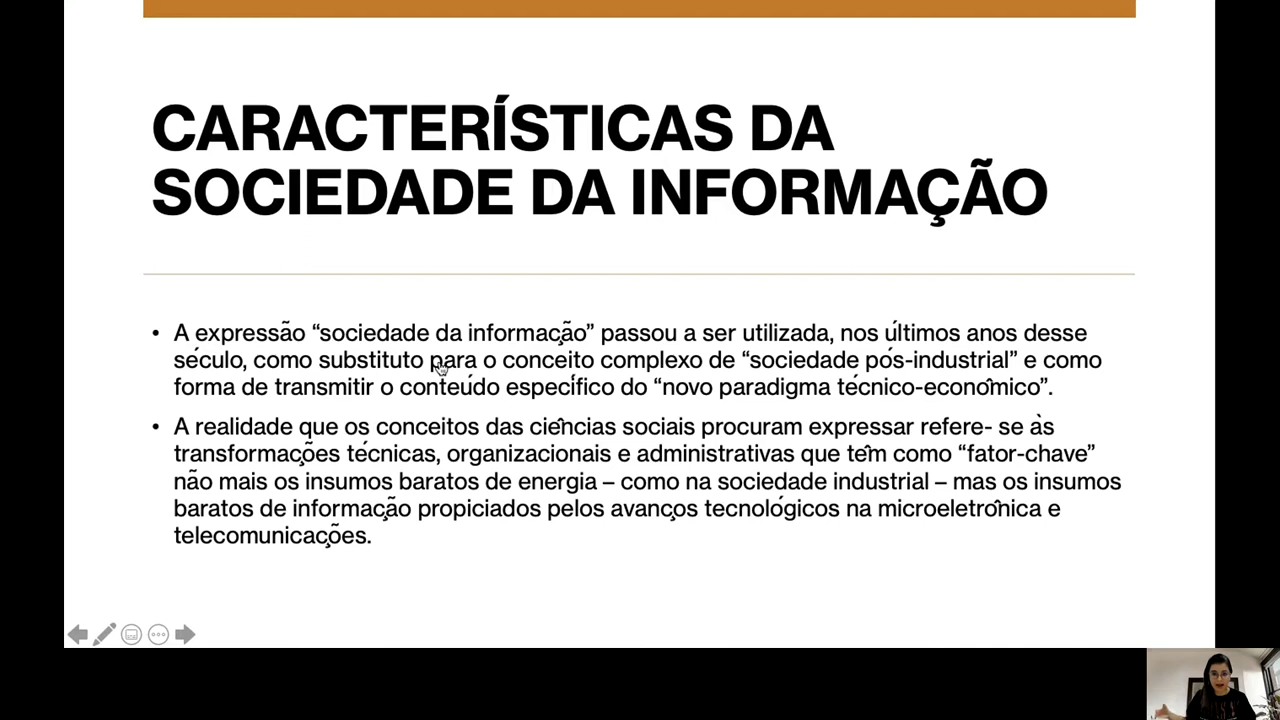 CARACTERÍSTICAS DA
SOCIEDADE DA INFORMAÇÃO
• A expressão “sociedade da informação” passou a ser utilizada, nos últimos anos desse
século, como substituto para o conceito complexo de “sociedade pós-industrial” e como
forma de transmitir o conteúdo específico do “novo paradigma técnico-econômico”.
• A realidade que os conceitos das ciências sociais procuram expressar refere- se às
transformações técnicas, organizacionais e administrativas que têm como “fator-chave”
não mais os insumos baratos de energia – como na sociedade industrial – mas os insumos
baratos de informação propiciados pelos avanços tecnológicos na microeletrônica e
telecomunicações.